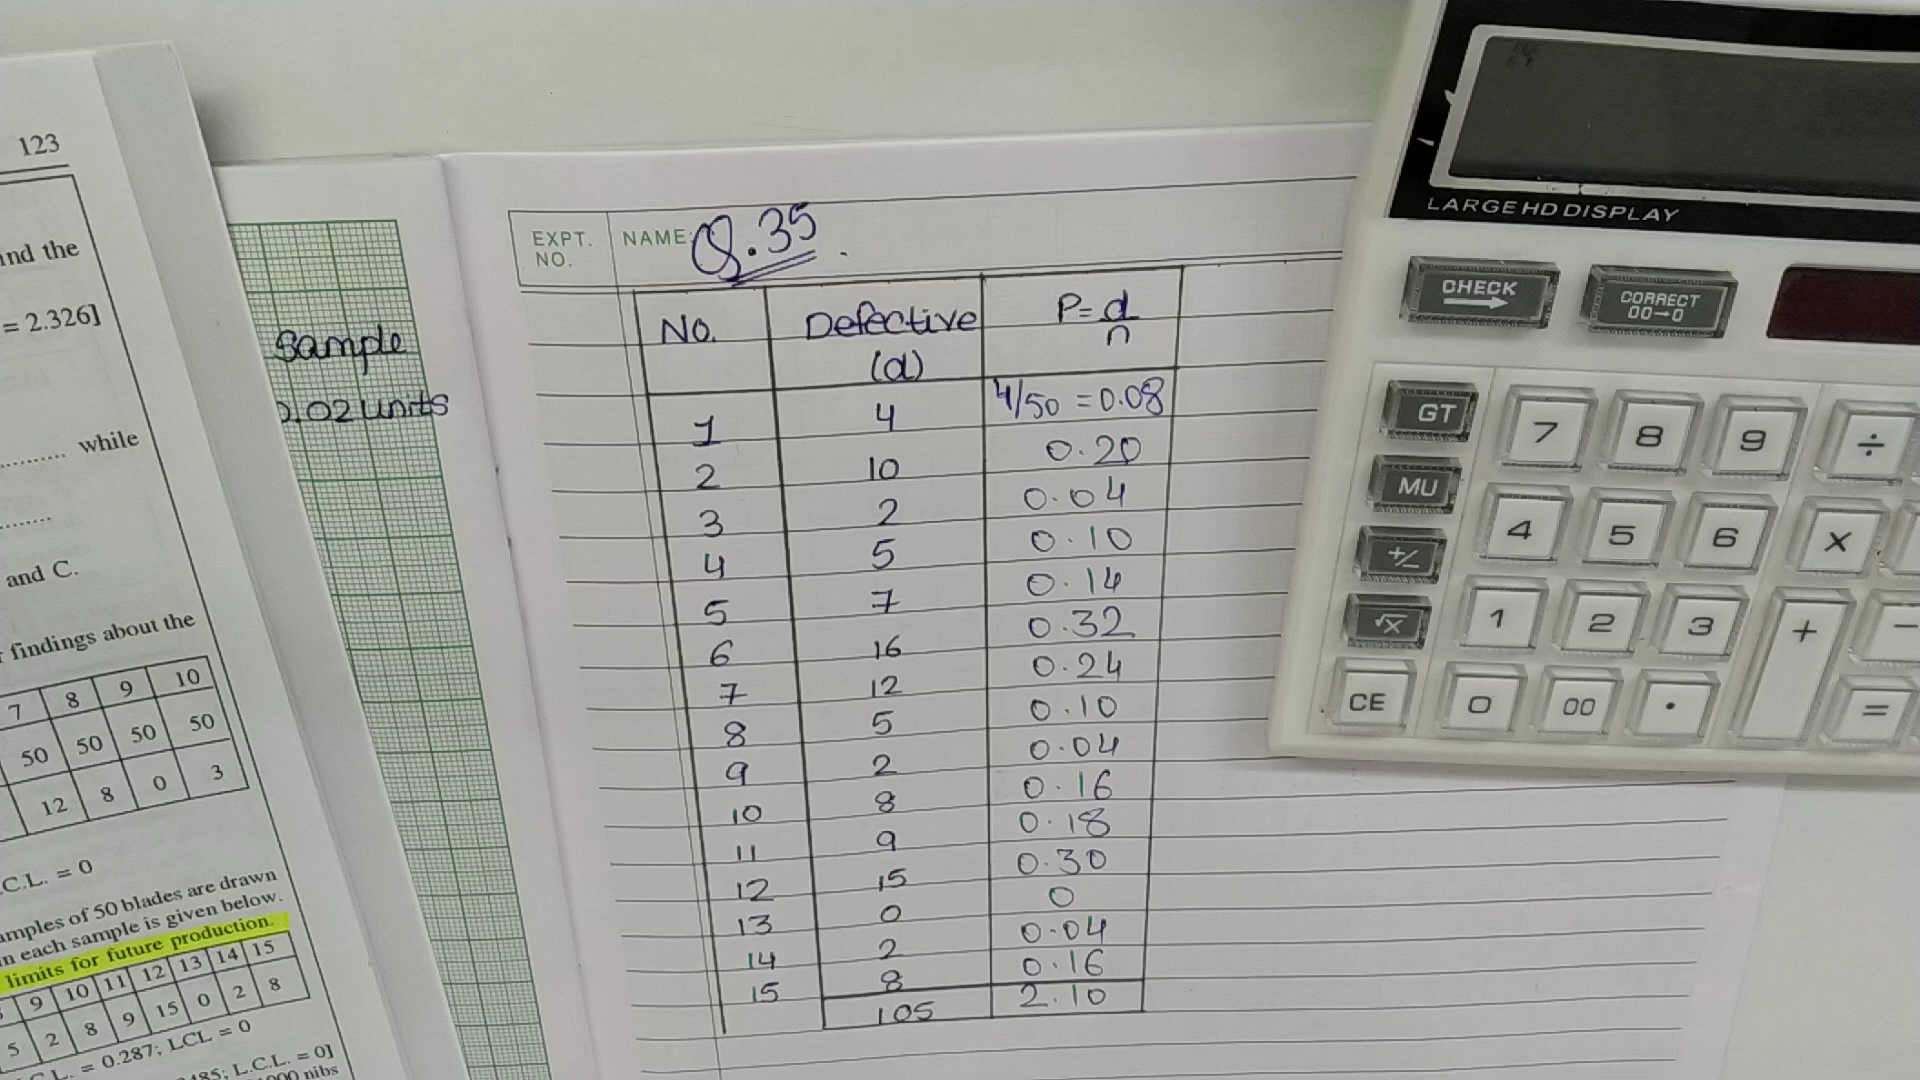 123
and the
= 2.326]
while
and C.
findings about the
7 8 9 10
50 50 50 50
12 8 0 3
C.L. = 0
amples of 50 blades are drawn
in each sample is given below.
limits for future production.
9 10 11 12 13 14 15
5 2 8 9 15 0 2 8
= 0.287; LCL = 0
485; L.C.L. = 0]
nibs
Sample
0.02 units
EXPT. NO.
NAME: Q.35
No. Defective (d) P= d/n
1 4 4/50 = 0.08
2 10 0.20
3 2 0.04
4 5 0.10
5 7 0.14
6 16 0.32
7 12 0.24
8 5 0.10
9 2 0.04
10 8 0.16
11 9 0.18
12 15 0.30
13 0 0
14 2 0.04
15 8 0.16
105 2.10
LARGE HD DISPLAY
CHECK → CORRECT 00→0
GT 7 8 9 ÷
MU 4 5 6 ×
+/− 1 2 3 + −
√x
CE 0 00 . =